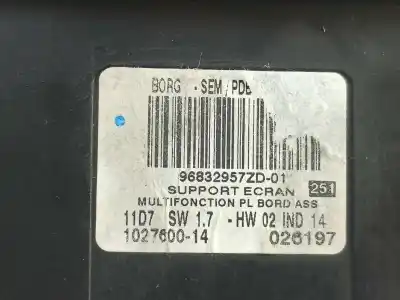 BORG - SEM/PDB
96832957ZD-01
SUPPORT ECRAN 251
MULTIFONCTION PL BORD ASS
11D7 SW 1.7 - HW 02 IND 14
1027600-14 026197